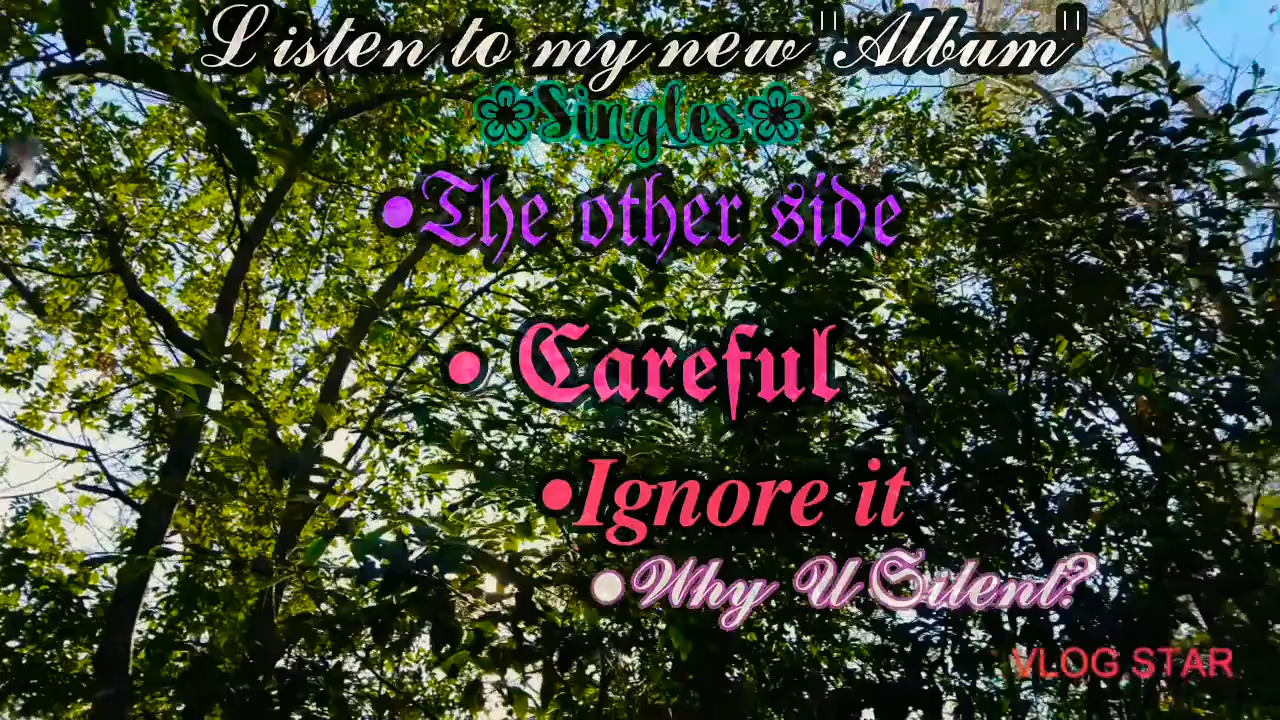 Listen to my new "Album"
❀Singles❀
•The other side
• Careful
•Ignore it
•Why U Silent?
VLOG STAR